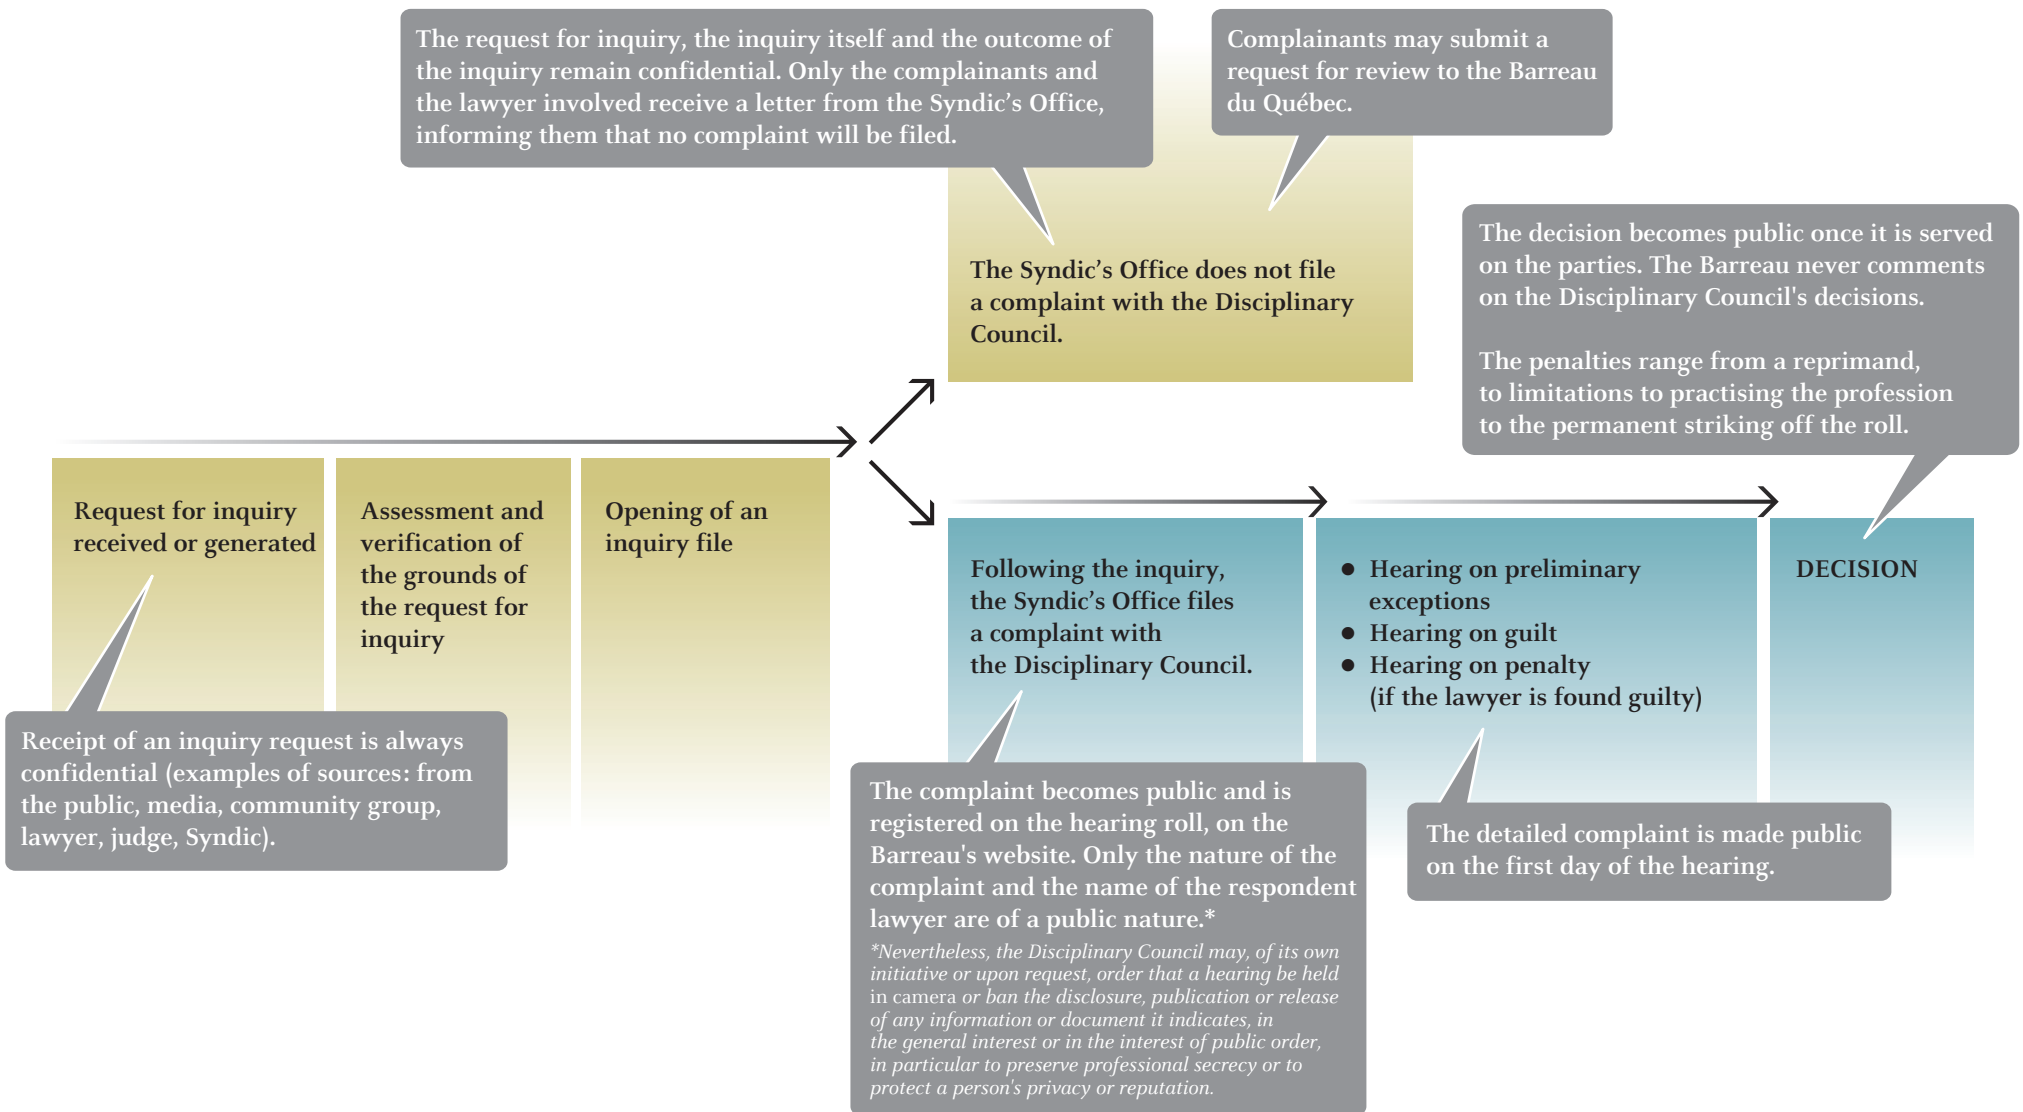 The request for inquiry, the inquiry itself and the outcome of
the inquiry remain confidential. Only the complainants and
the lawyer involved receive a letter from the Syndic’s Office,
informing them that no complaint will be filed.
Complainants may submit a
request for review to the Barreau
du Québec.
The Syndic’s Office does not file
a complaint with the Disciplinary
Council.
The decision becomes public once it is served
on the parties. The Barreau never comments
on the Disciplinary Council's decisions.
The penalties range from a reprimand,
to limitations to practising the profession
to the permanent striking off the roll.
Request for inquiry
received or generated
Assessment and
verification of
the grounds of
the request for
inquiry
Opening of an
inquiry file
Following the inquiry,
the Syndic’s Office files
a complaint with
the Disciplinary Council.
● Hearing on preliminary
exceptions
● Hearing on guilt
● Hearing on penalty
(if the lawyer is found guilty)
DECISION
Receipt of an inquiry request is always
confidential (examples of sources: from
the public, media, community group,
lawyer, judge, Syndic).
The complaint becomes public and is
registered on the hearing roll, on the
Barreau's website. Only the nature of the
complaint and the name of the respondent
lawyer are of a public nature.*
*Nevertheless, the Disciplinary Council may, of its own
initiative or upon request, order that a hearing be held
in camera or ban the disclosure, publication or release
of any information or document it indicates, in
the general interest or in the interest of public order,
in particular to preserve professional secrecy or to
protect a person's privacy or reputation.
The detailed complaint is made public
on the first day of the hearing.